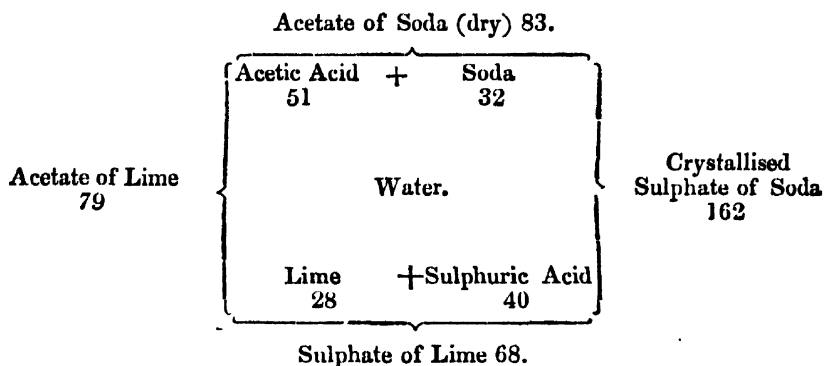 Acetate of Soda (dry) 83.
Acetic Acid + Soda
51 32
Acetate of Lime
79
Water.
Crystallised
Sulphate of Soda
162
Lime + Sulphuric Acid
28 40
Sulphate of Lime 68.